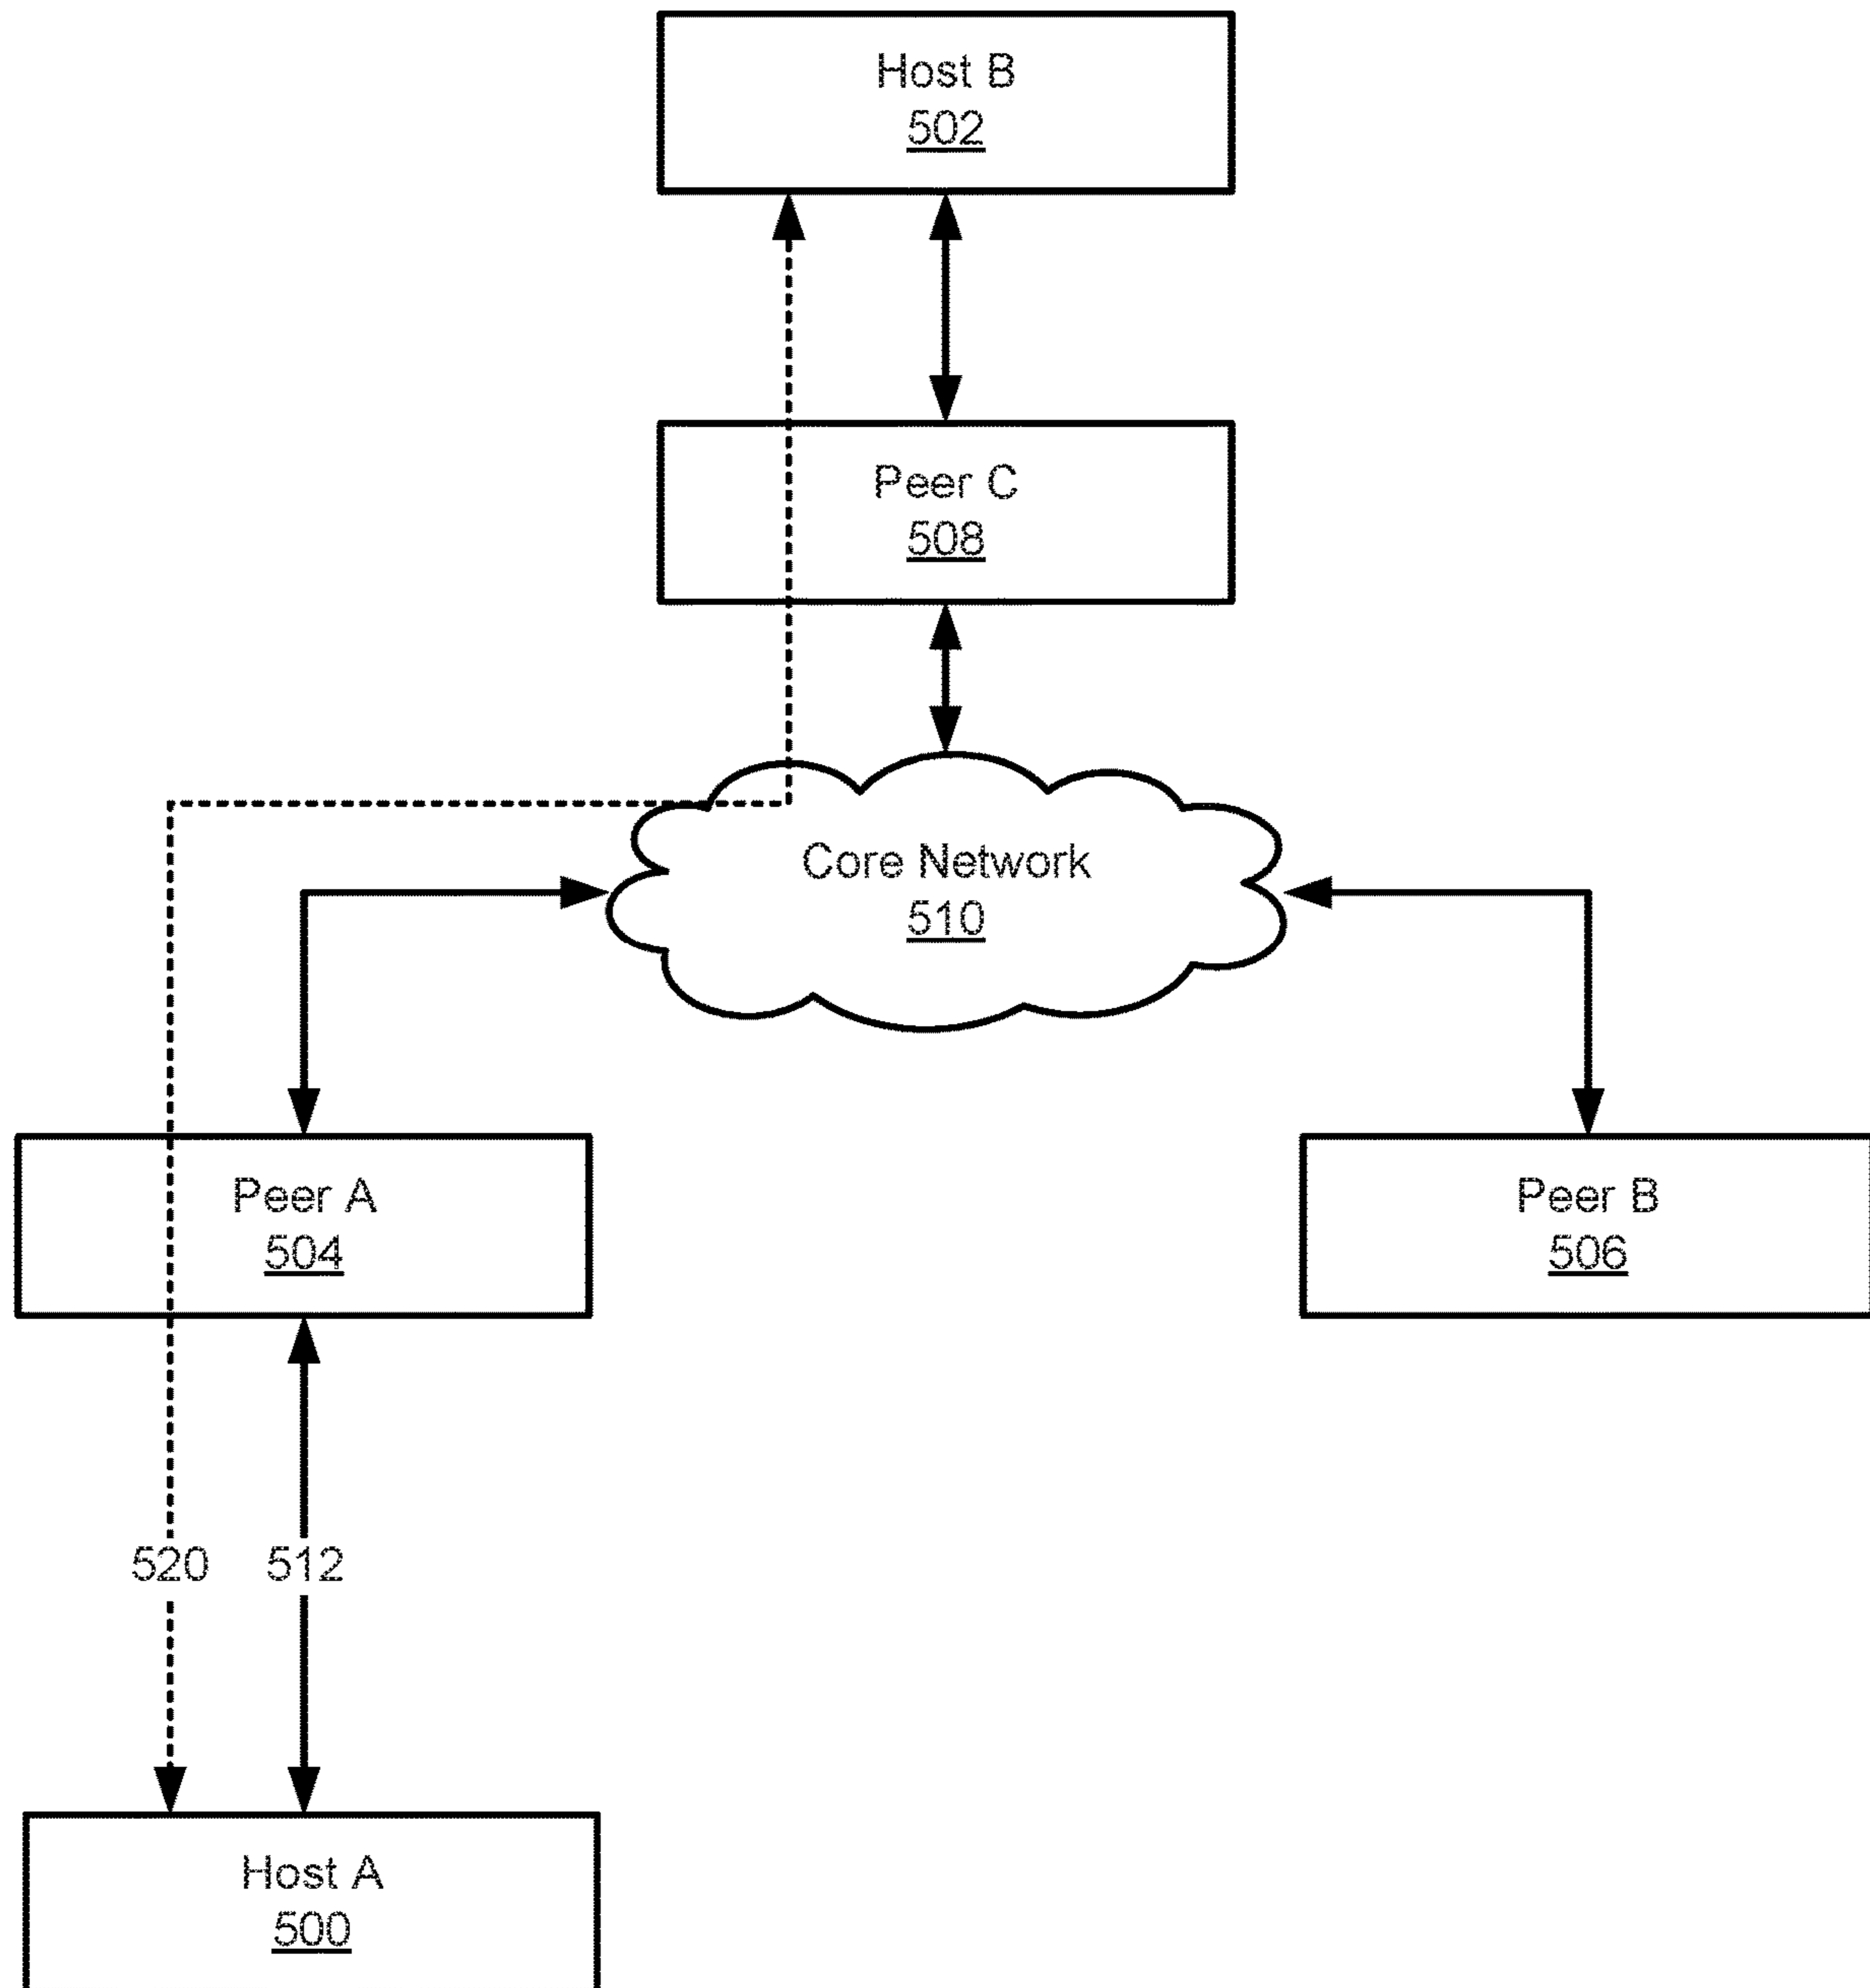 Host B
502
Peer C
508
Core Network
510
Peer A
504
Peer B
506
520
512
Host A
500